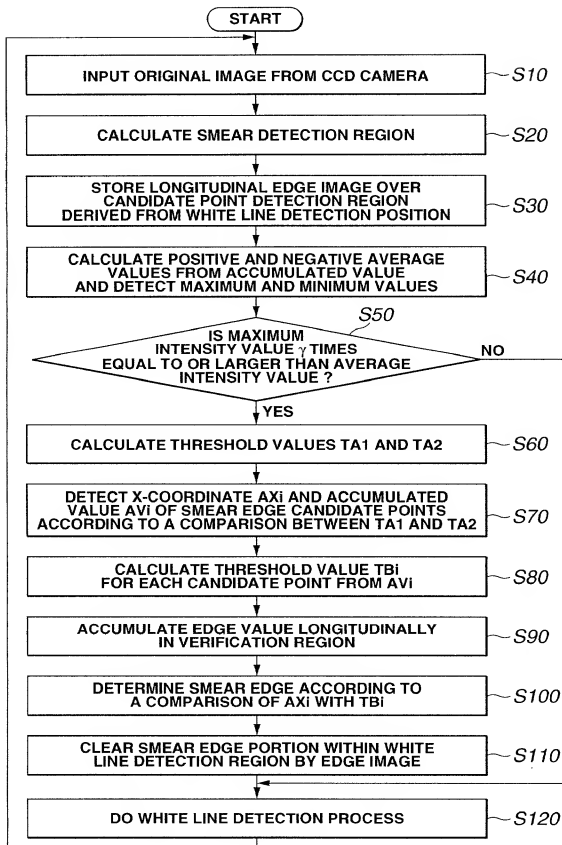 START
INPUT ORIGINAL IMAGE FROM CCD CAMERA
S10
CALCULATE SMEAR DETECTION REGION
S20
STORE LONGITUDINAL EDGE IMAGE OVER
CANDIDATE POINT DETECTION REGION
DERIVED FROM WHITE LINE DETECTION POSITION
S30
CALCULATE POSITIVE AND NEGATIVE AVERAGE
VALUES FROM ACCUMULATED VALUE
AND DETECT MAXIMUM AND MINIMUM VALUES
S40
S50
IS MAXIMUM
INTENSITY VALUE γ TIMES
EQUAL TO OR LARGER THAN AVERAGE
INTENSITY VALUE ?
NO
YES
CALCULATE THRESHOLD VALUES TA1 AND TA2
S60
DETECT X-COORDINATE AXi AND ACCUMULATED
VALUE AVi OF SMEAR EDGE CANDIDATE POINTS
ACCORDING TO A COMPARISON BETWEEN TA1 AND TA2
S70
CALCULATE THRESHOLD VALUE TBi
FOR EACH CANDIDATE POINT FROM AVi
S80
ACCUMULATE EDGE VALUE LONGITUDINALLY
IN VERIFICATION REGION
S90
DETERMINE SMEAR EDGE ACCORDING TO
A COMPARISON OF AXi WITH TBi
S100
CLEAR SMEAR EDGE PORTION WITHIN WHITE
LINE DETECTION REGION BY EDGE IMAGE
S110
DO WHITE LINE DETECTION PROCESS
S120